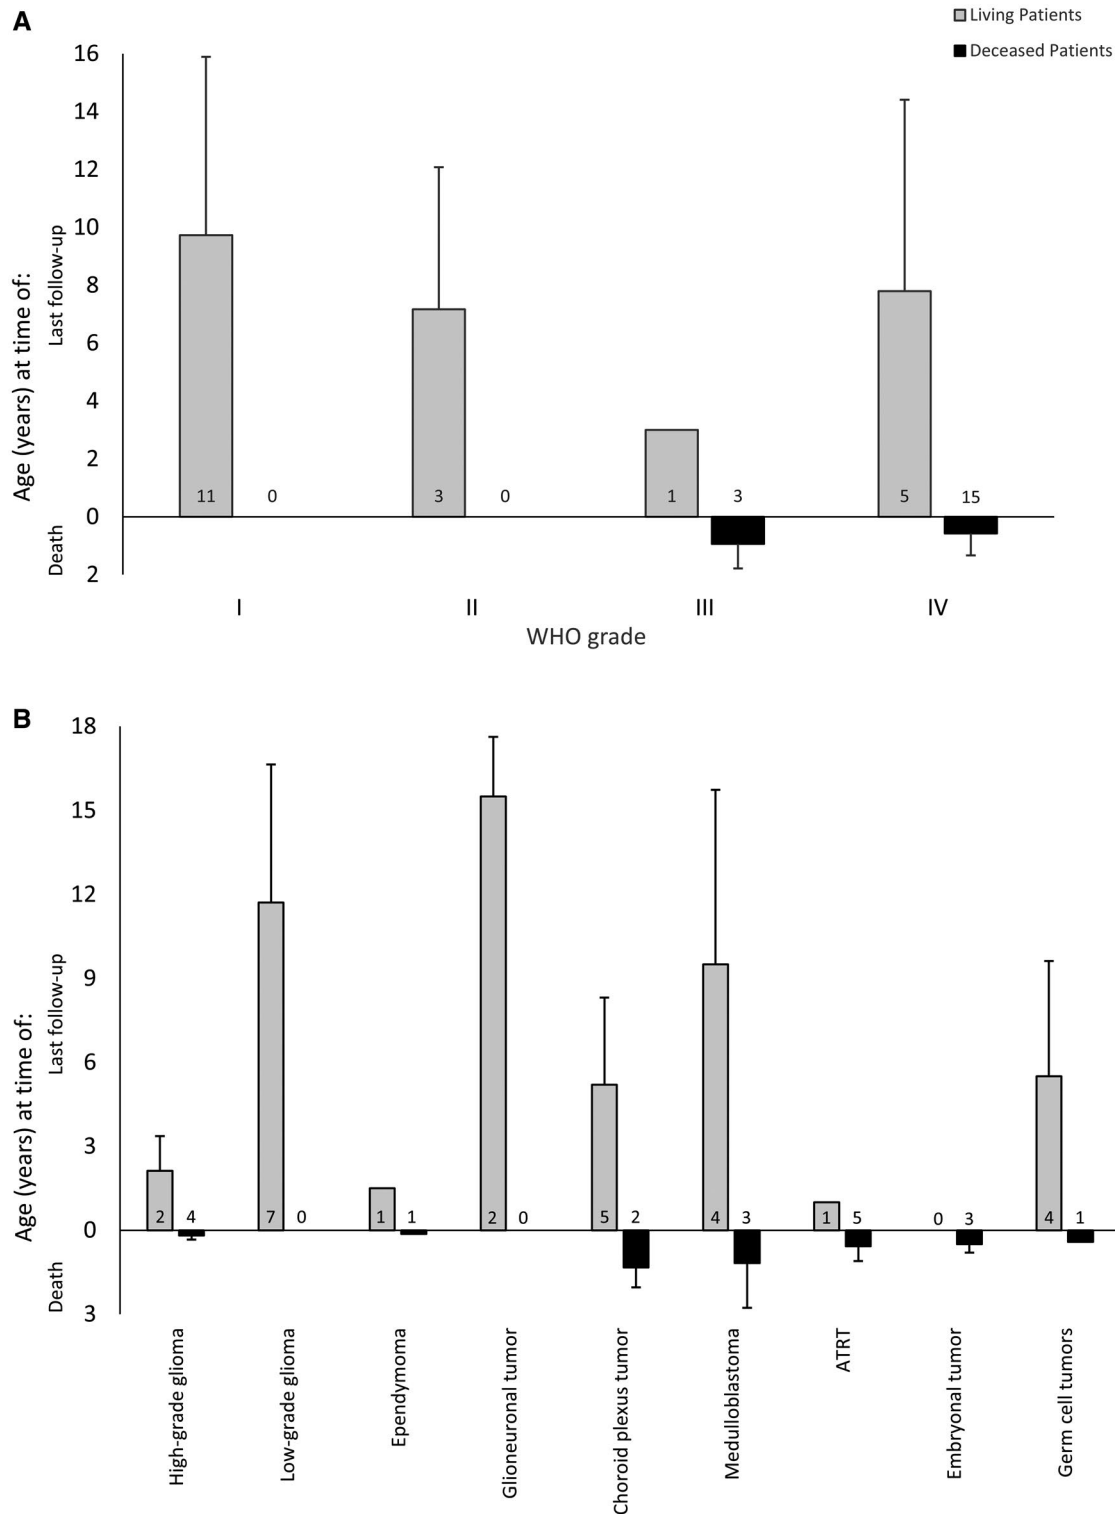 A
Living Patients
Deceased Patients
16
14
12
10
8
6
4
2
0
2
Age (years) at time of:
Last follow-up
Death
11 0 3 0 1 3 5 15
I II III IV
WHO grade
B
18
15
12
9
6
3
0
3
Age (years) at time of:
Last follow-up
Death
2 4 7 0 1 1 2 0 5 2 4 3 1 5 0 3 4 1
High-grade glioma
Low-grade glioma
Ependymoma
Glioneuronal tumor
Choroid plexus tumor
Medulloblastoma
ATRT
Embryonal tumor
Germ cell tumors